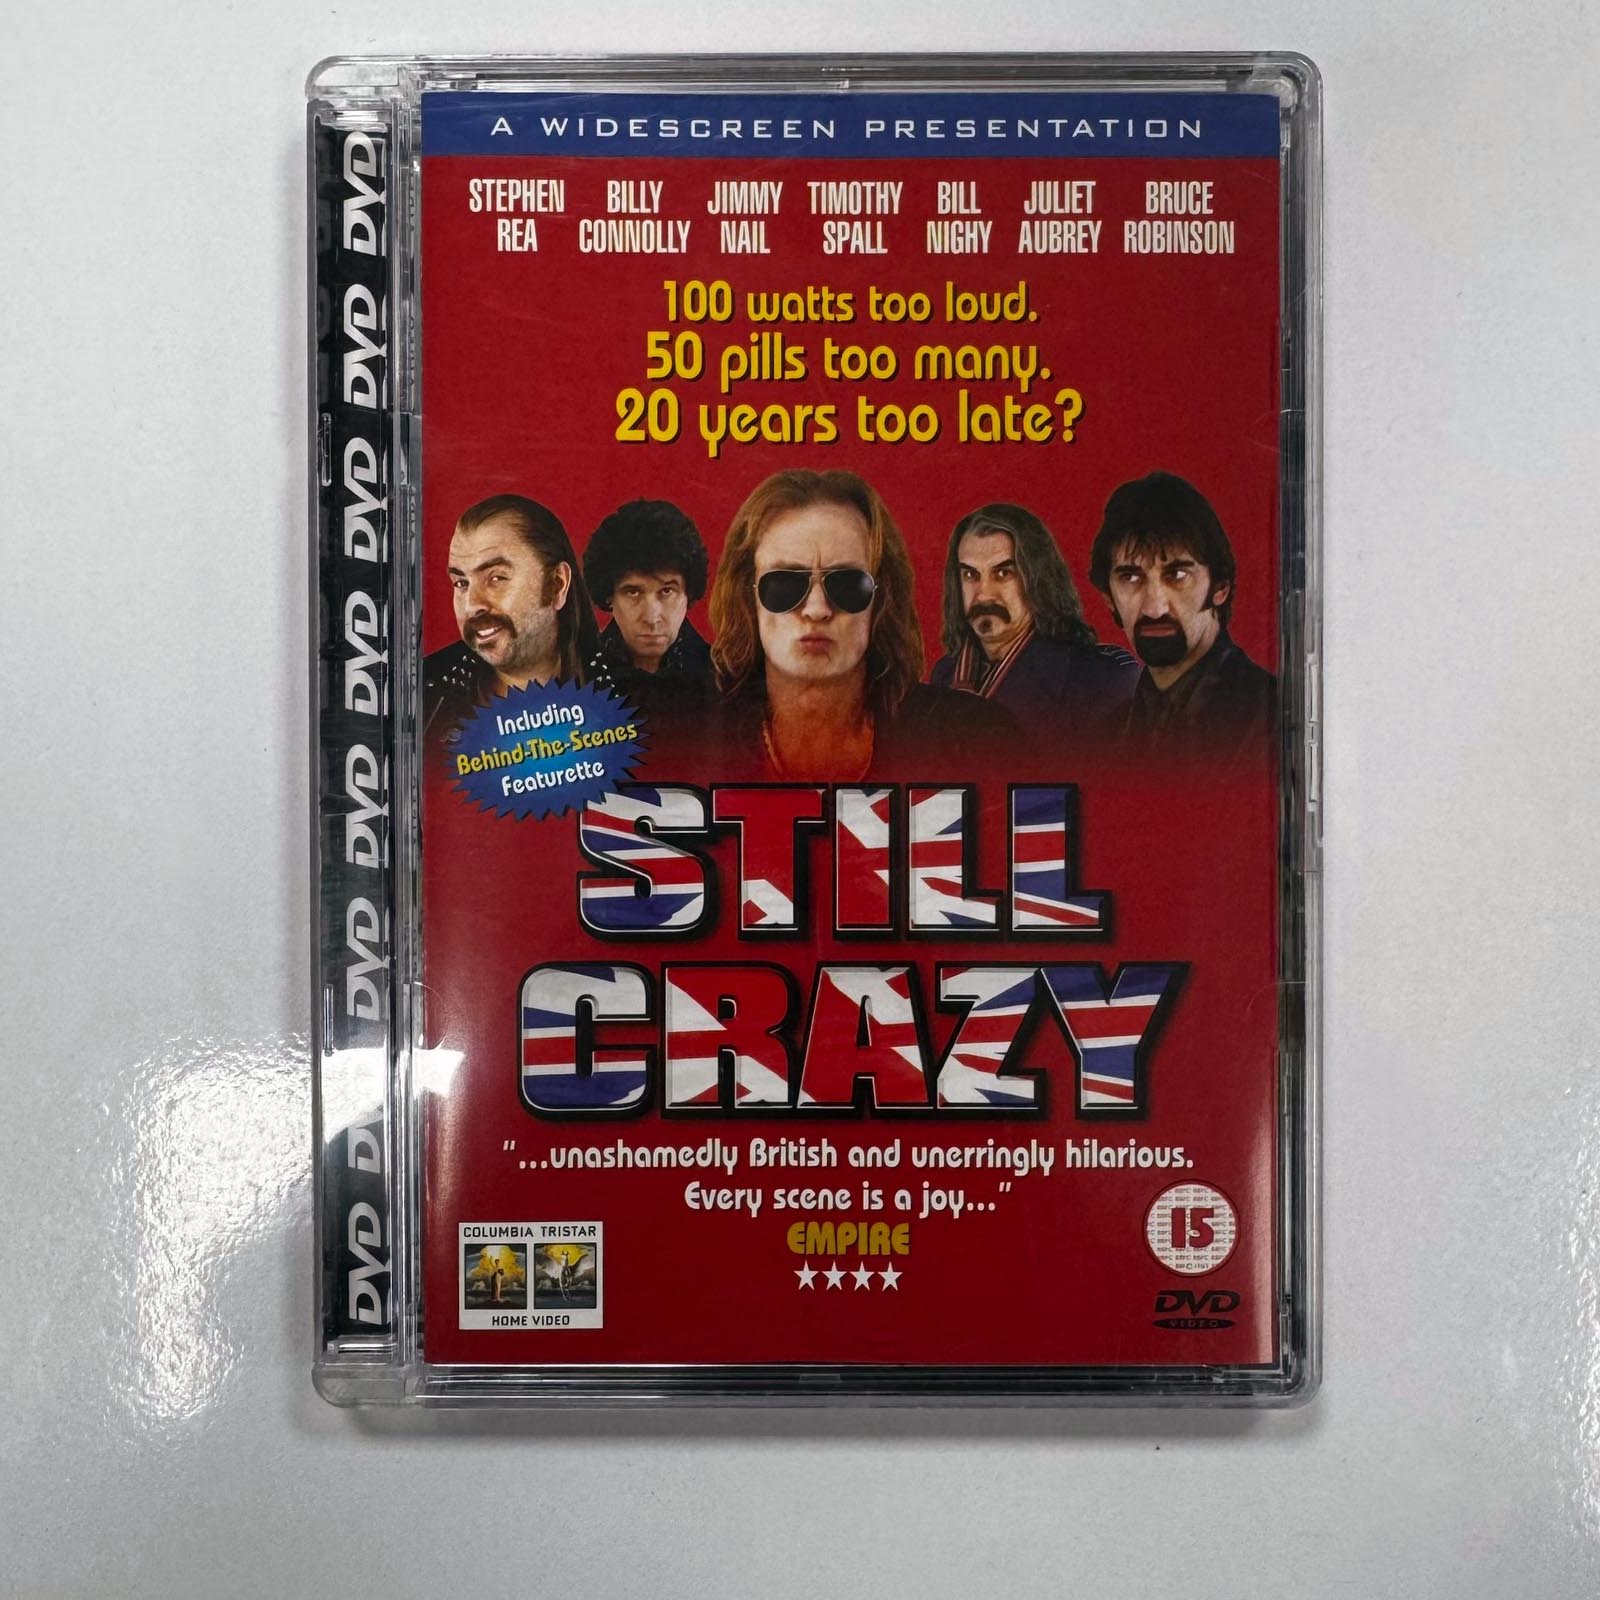 A WIDESCREEN PRESENTATION
STEPHEN REA
BILLY CONNOLLY
JIMMY NAIL
TIMOTHY SPALL
BILL NIGHY
JULIET AUBREY
BRUCE ROBINSON
100 watts too loud.
50 pills too many.
20 years too late?
Including
Behind-The-Scenes
Featurette
STILL
CRAZY
"...unashamedly British and unerringly hilarious.
Every scene is a joy..."
EMPIRE
COLUMBIA TRISTAR
HOME VIDEO
15
DVD
VIDEO
DVD DVD DVD DVD DVD DVD DVD DVD